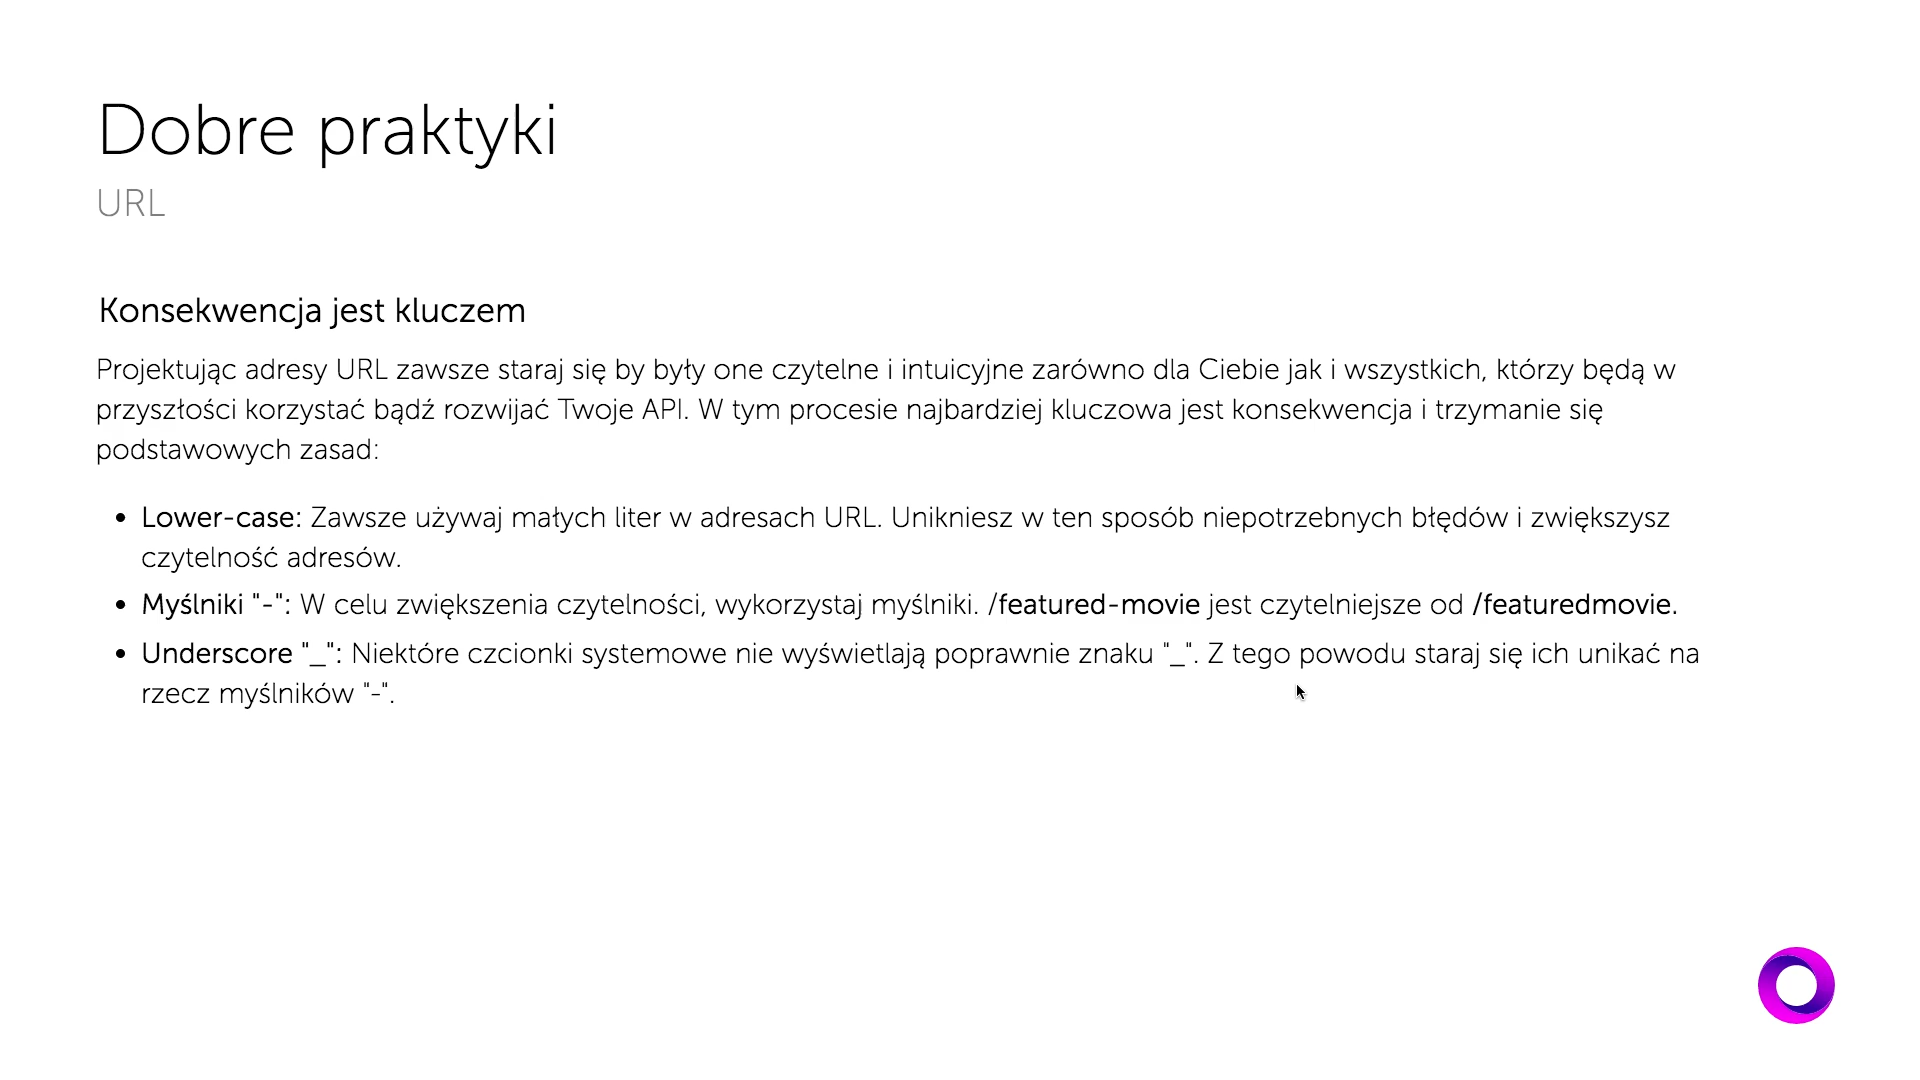 Dobre praktyki
URL
Konsekwencja jest kluczem
Projektując adresy URL zawsze staraj się by były one czytelne i intuicyjne zarówno dla Ciebie jak i wszystkich, którzy będą w
przyszłości korzystać bądź rozwijać Twoje API. W tym procesie najbardziej kluczowa jest konsekwencja i trzymanie się
podstawowych zasad:
• Lower-case: Zawsze używaj małych liter w adresach URL. Unikniesz w ten sposób niepotrzebnych błędów i zwiększysz
czytelność adresów.
• Myślniki "-": W celu zwiększenia czytelności, wykorzystaj myślniki. /featured-movie jest czytelniejsze od /featuredmovie.
• Underscore "_": Niektóre czcionki systemowe nie wyświetlają poprawnie znaku "_". Z tego powodu staraj się ich unikać na
rzecz myślników "-".